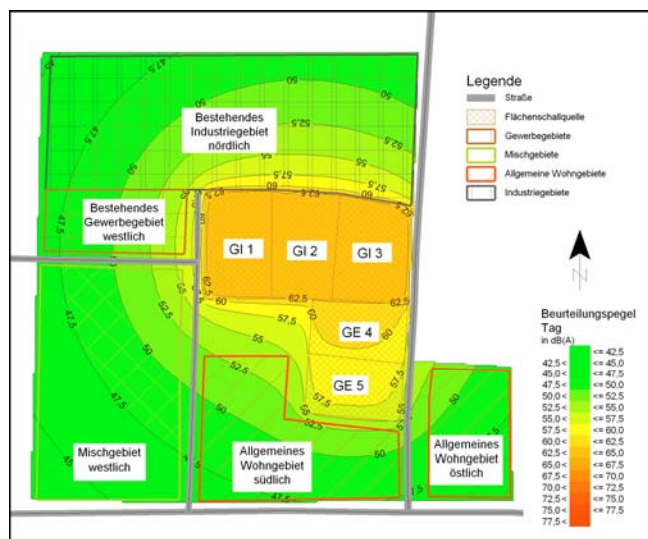 Bestehendes
Industriegebiet
nördlich
Bestehendes
Gewerbegebiet
westlich
GI 1
GI 2
GI 3
GE 4
GE 5
Mischgebiet
westlich
Allgemeines
Wohngebiet
südlich
Allgemeines
Wohngebiet
östlich
47.5
50
52.5
55
57.5
60
62.5
45
Legende
Straße
Flächenschallquelle
Gewerbegebiete
Mischgebiete
Allgemeine Wohngebiete
Industriegebiete
N
Beurteilungspegel
Tag
in dB(A)
<= 42,5
42,5 < <= 45,0
45,0 < <= 47,5
47,5 < <= 50,0
50,0 < <= 52,5
52,5 < <= 55,0
55,0 < <= 57,5
57,5 < <= 60,0
60,0 < <= 62,5
62,5 < <= 65,0
65,0 < <= 67,5
67,5 < <= 70,0
70,0 < <= 72,5
72,5 < <= 75,0
75,0 < <= 77,5
77,5 <